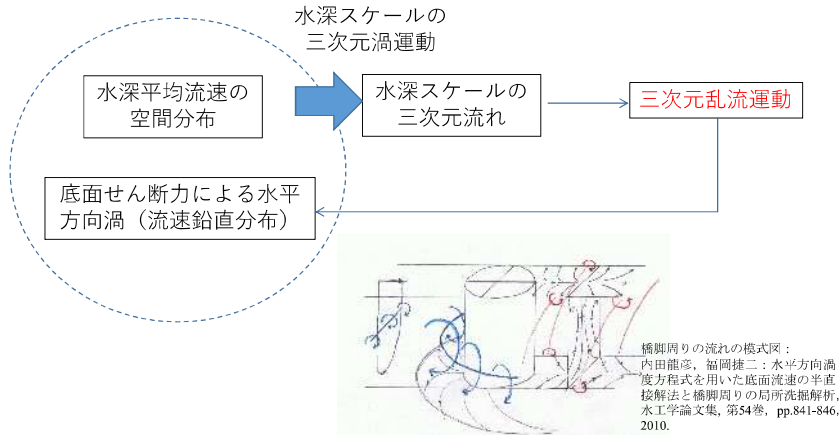 水深スケールの
三次元渦運動
水深平均流速の
空間分布
水深スケールの
三次元流れ
三次元乱流運動
底面せん断力による水平
方向渦（流速鉛直分布）
橋脚周りの流れの模式図：
内田龍彦，福岡捷二：水平方向渦
度方程式を用いた底面流速の半直
接解法と橋脚周りの局所洗掘解析，
水工学論文集, 第54巻，pp.841-846,
2010.